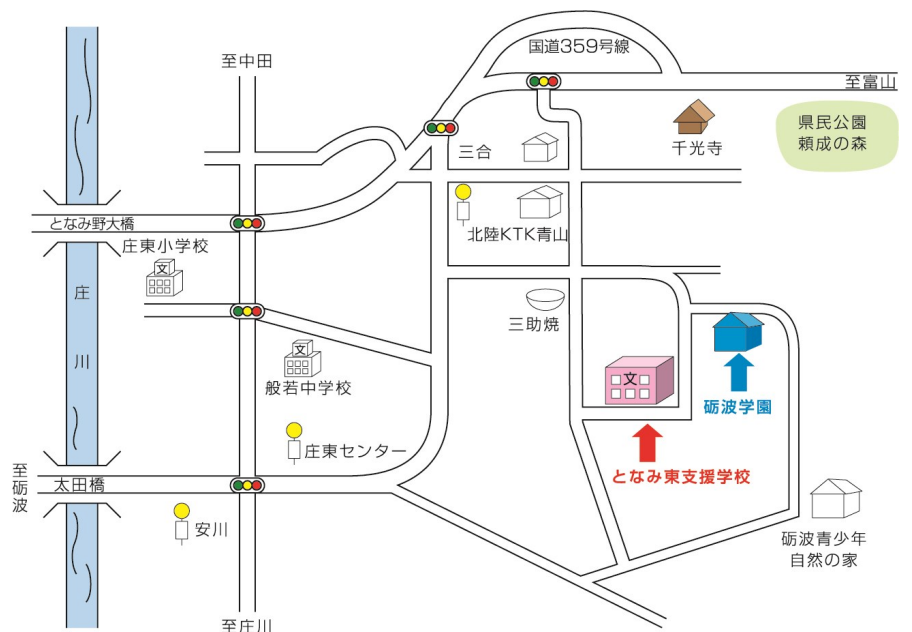 国道359号線
至中田
至富山
県民公園
頼成の森
千光寺
三合
となみ野大橋
北陸KTK青山
庄東小学校
文
庄川
三助焼
文
般若中学校
文
砺波学園
となみ東支援学校
庄東センター
至砺波
太田橋
安川
砺波青少年
自然の家
至庄川